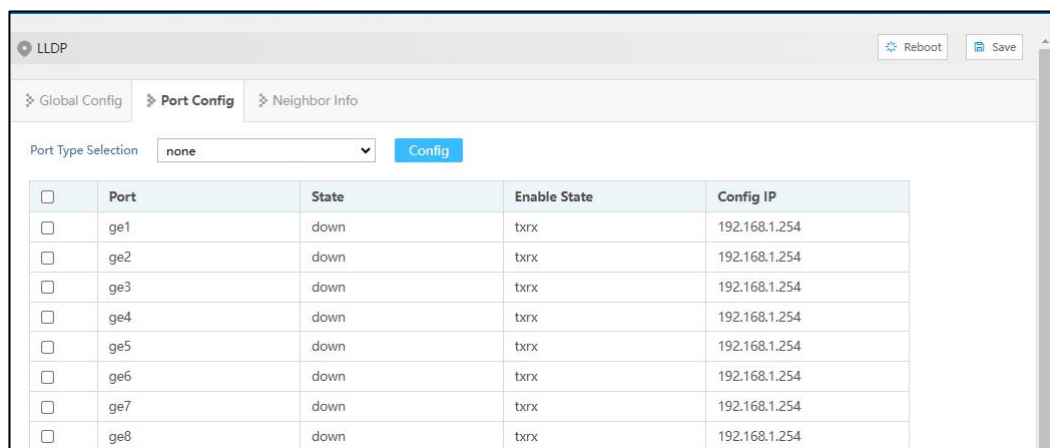 LLDP Reboot Save
Global Config Port Config Neighbor Info
Port Type Selection none Config
Port State Enable State Config IP
ge1 down txrx 192.168.1.254
ge2 down txrx 192.168.1.254
ge3 down txrx 192.168.1.254
ge4 down txrx 192.168.1.254
ge5 down txrx 192.168.1.254
ge6 down txrx 192.168.1.254
ge7 down txrx 192.168.1.254
ge8 down txrx 192.168.1.254